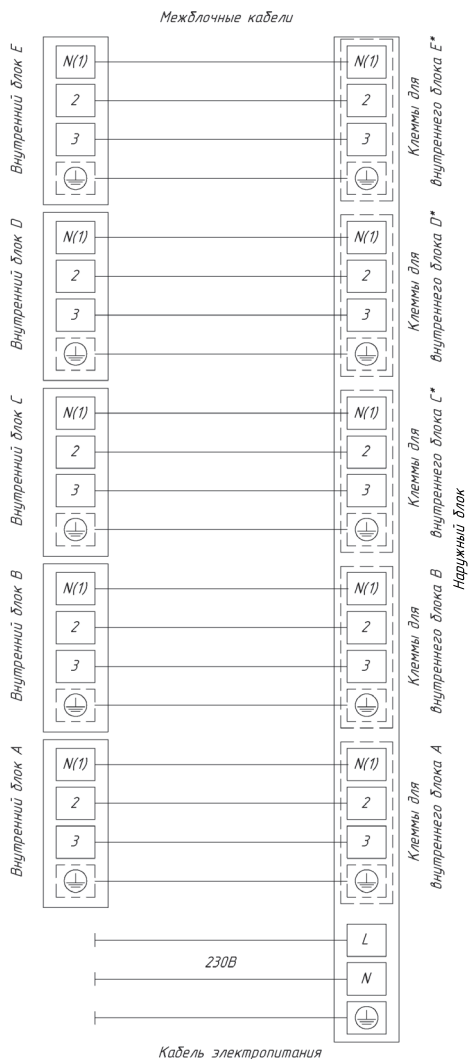 Межблочные кабели
Внутренний блок E
N(1)
2
3
N(1)
2
3
Клеммы для
внутреннего блока E*
Внутренний блок D
N(1)
2
3
N(1)
2
3
Клеммы для
внутреннего блока D*
Внутренний блок C
N(1)
2
3
N(1)
2
3
Клеммы для
внутреннего блока C*
Наружный блок
Внутренний блок B
N(1)
2
3
N(1)
2
3
Клеммы для
внутреннего блока B
Внутренний блок A
N(1)
2
3
N(1)
2
3
Клеммы для
внутреннего блока A
L
230В
N
Кабель электропитания